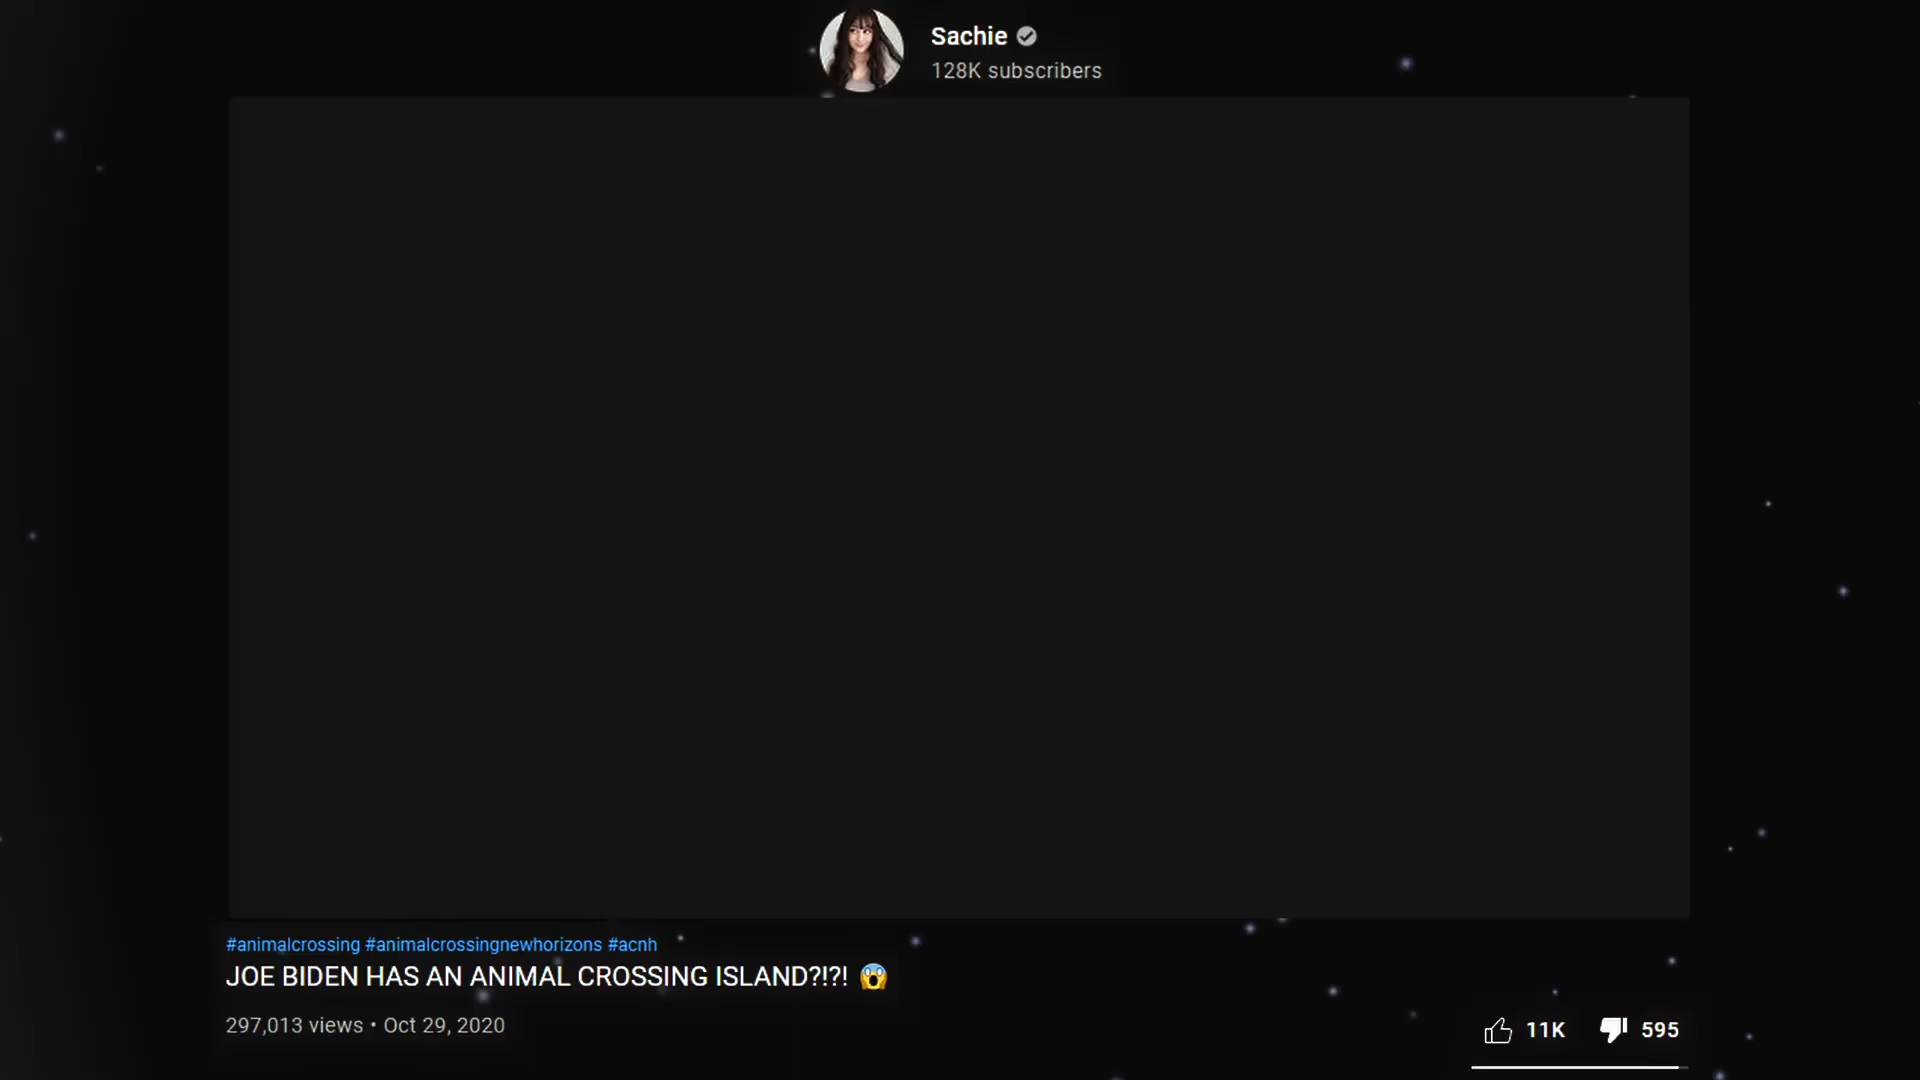 Sachie
128K subscribers
#animalcrossing #animalcrossingnewhorizons #acnh
JOE BIDEN HAS AN ANIMAL CROSSING ISLAND?!?! 😱
297,013 views • Oct 29, 2020
11K 595